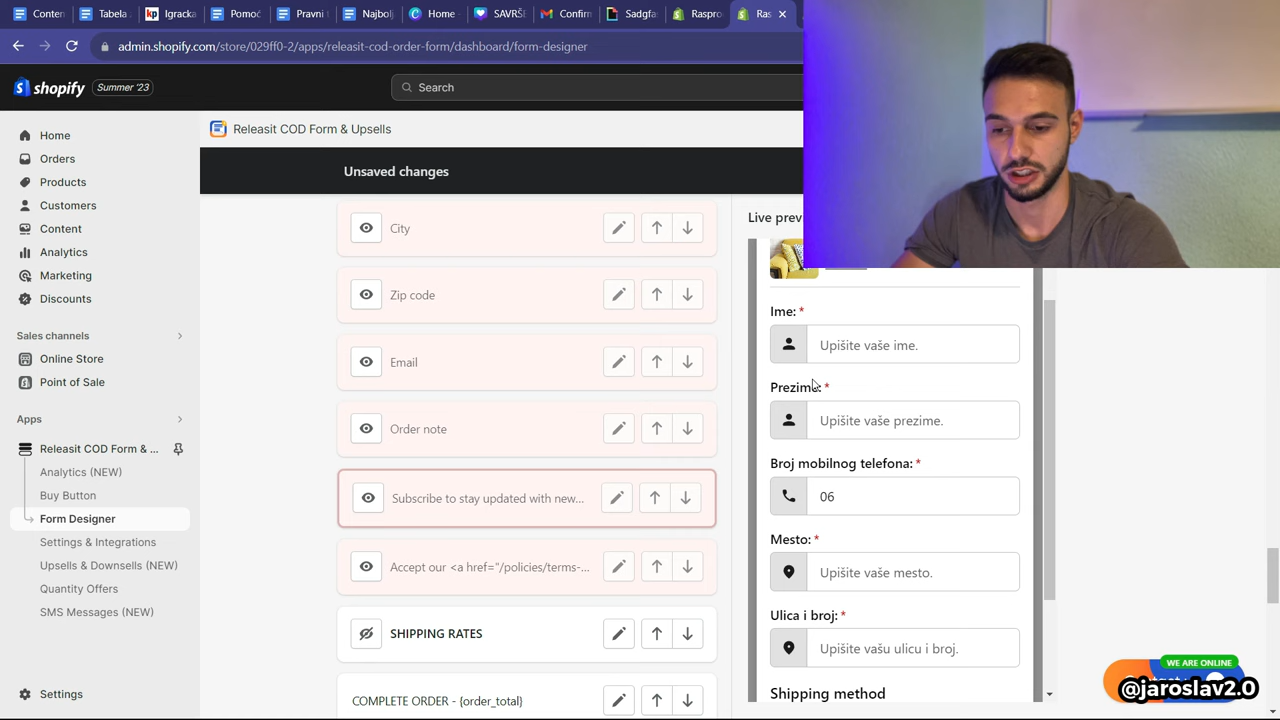 Conten
Tabela
kp Igracka
Pomoć
Pravni t
Najbolj
Home
SAVRŠ
Confirm
Sadgfa
Raspro
Ras
admin.shopify.com/store/029ff0-2/apps/releasit-cod-order-form/dashboard/form-designer
shopify
Summer '23
Search
Home
Orders
Products
Customers
Content
Analytics
Marketing
Discounts
Sales channels
Online Store
Point of Sale
Apps
Releasit COD Form & ...
Analytics (NEW)
Buy Button
Form Designer
Settings & Integrations
Upsells & Downsells (NEW)
Quantity Offers
SMS Messages (NEW)
Settings
Releasit COD Form & Upsells
Unsaved changes
City
Zip code
Email
Order note
Subscribe to stay updated with new...
Accept our <a href="/policies/terms-...
SHIPPING RATES
COMPLETE ORDER - {order_total}
Live prev
Ime: *
Upišite vaše ime.
Prezime: *
Upišite vaše prezime.
Broj mobilnog telefona: *
06
Mesto: *
Upišite vaše mesto.
Ulica i broj: *
Upišite vašu ulicu i broj.
Shipping method
WE ARE ONLINE
@jaroslav2.0